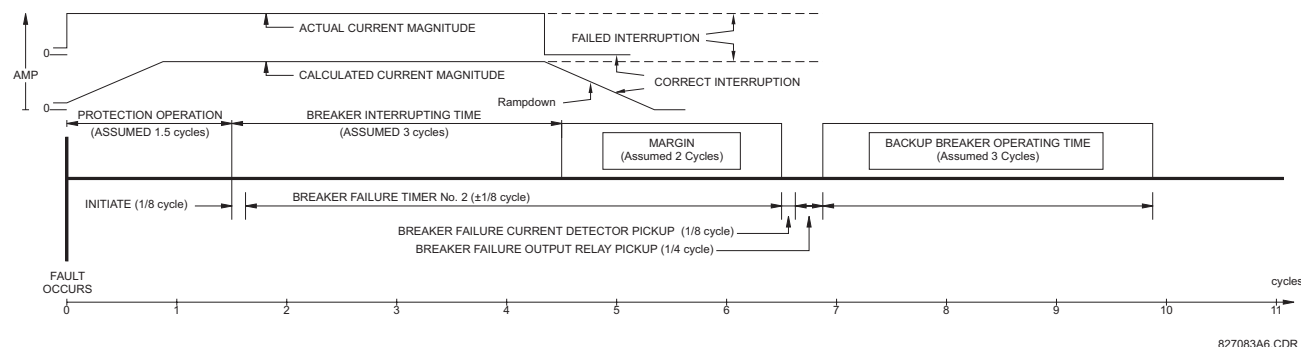 ACTUAL CURRENT MAGNITUDE
FAILED INTERRUPTION
0
AMP
CALCULATED CURRENT MAGNITUDE
CORRECT INTERRUPTION
Rampdown
0
PROTECTION OPERATION
(ASSUMED 1.5 cycles)
BREAKER INTERRUPTING TIME
(ASSUMED 3 cycles)
MARGIN
(Assumed 2 Cycles)
BACKUP BREAKER OPERATING TIME
(Assumed 3 Cycles)
INITIATE (1/8 cycle)
BREAKER FAILURE TIMER No. 2 (±1/8 cycle)
BREAKER FAILURE CURRENT DETECTOR PICKUP (1/8 cycle)
BREAKER FAILURE OUTPUT RELAY PICKUP (1/4 cycle)
FAULT
OCCURS
cycles
0 1 2 3 4 5 6 7 8 9 10 11
827083A6.CDR